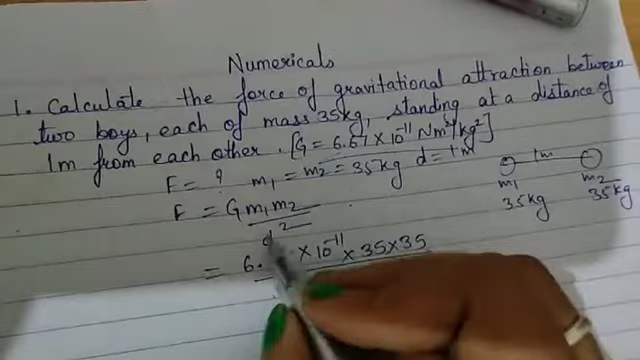 Numericals
1. Calculate the force of gravitational attraction between
two boys, each of mass 35kg, standing at a distance of
1m from each other. [G = 6.67 × 10⁻¹¹ Nm²/kg²]
F = ? m₁ = m₂ = 35kg d = 1m
1m
m₁ m₂
35kg 35kg
F = G m₁m₂
d²
= 6. × 10⁻¹¹ × 35 × 35